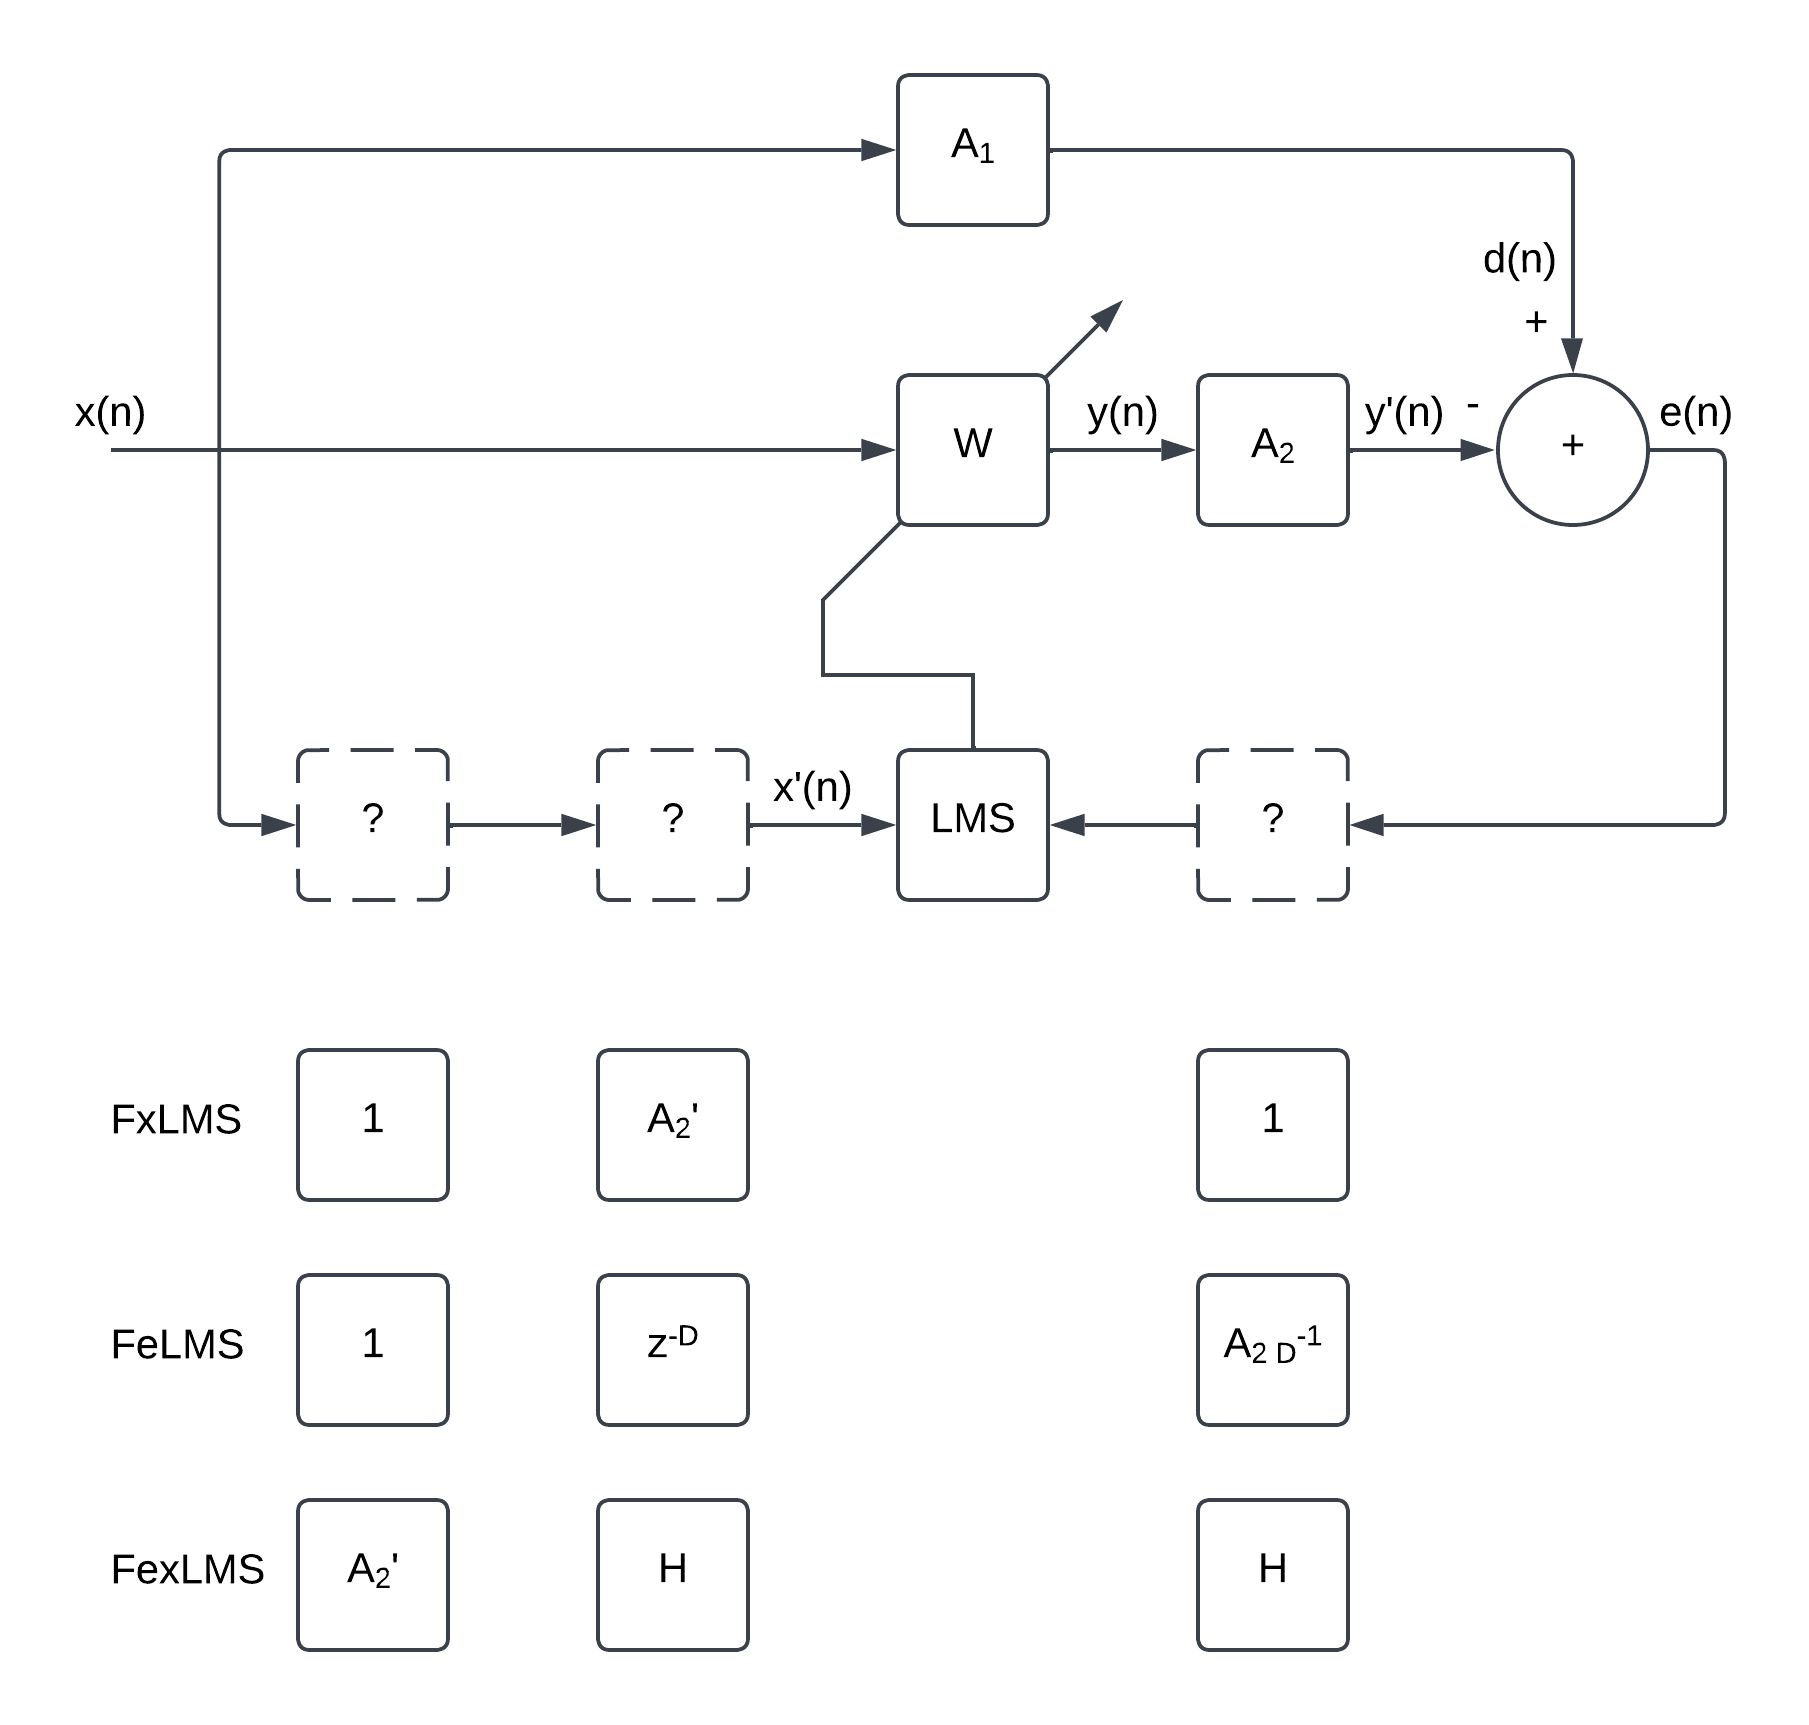 A₁
d(n)
+
x(n)
W
y(n)
A₂
y'(n)
-
+
e(n)
?
?
x'(n)
LMS
?
FxLMS
1
A₂'
1
FeLMS
1
z⁻ᴰ
A₂ D⁻¹
FexLMS
A₂'
H
H